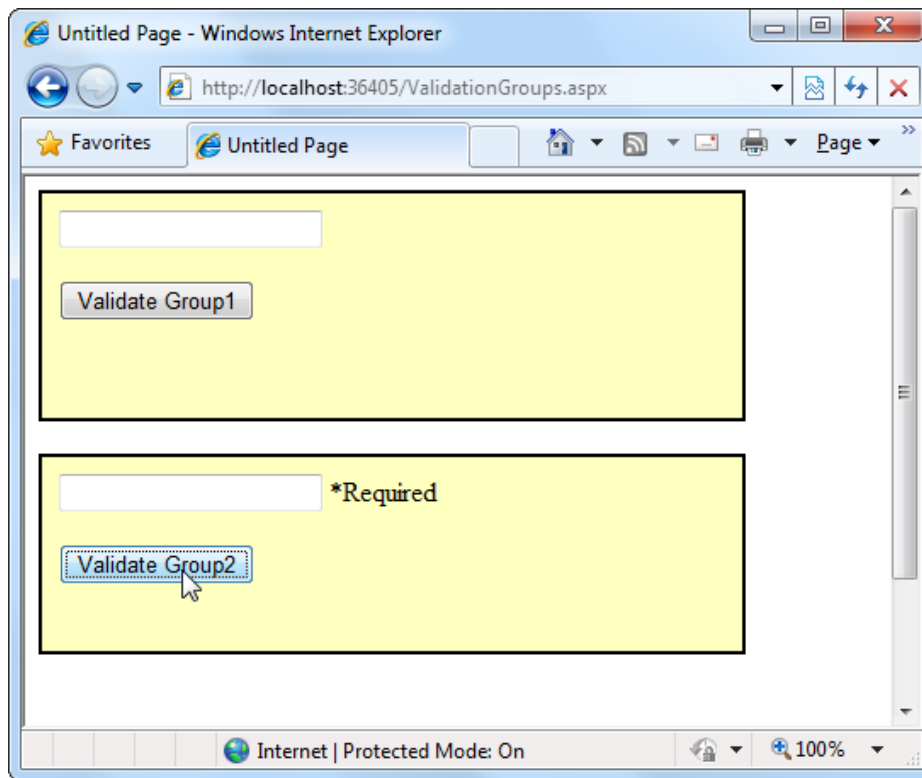 Untitled Page - Windows Internet Explorer
http://localhost:36405/ValidationGroups.aspx
Favorites Untitled Page Page
Validate Group1
*Required
Validate Group2
Internet | Protected Mode: On 100%